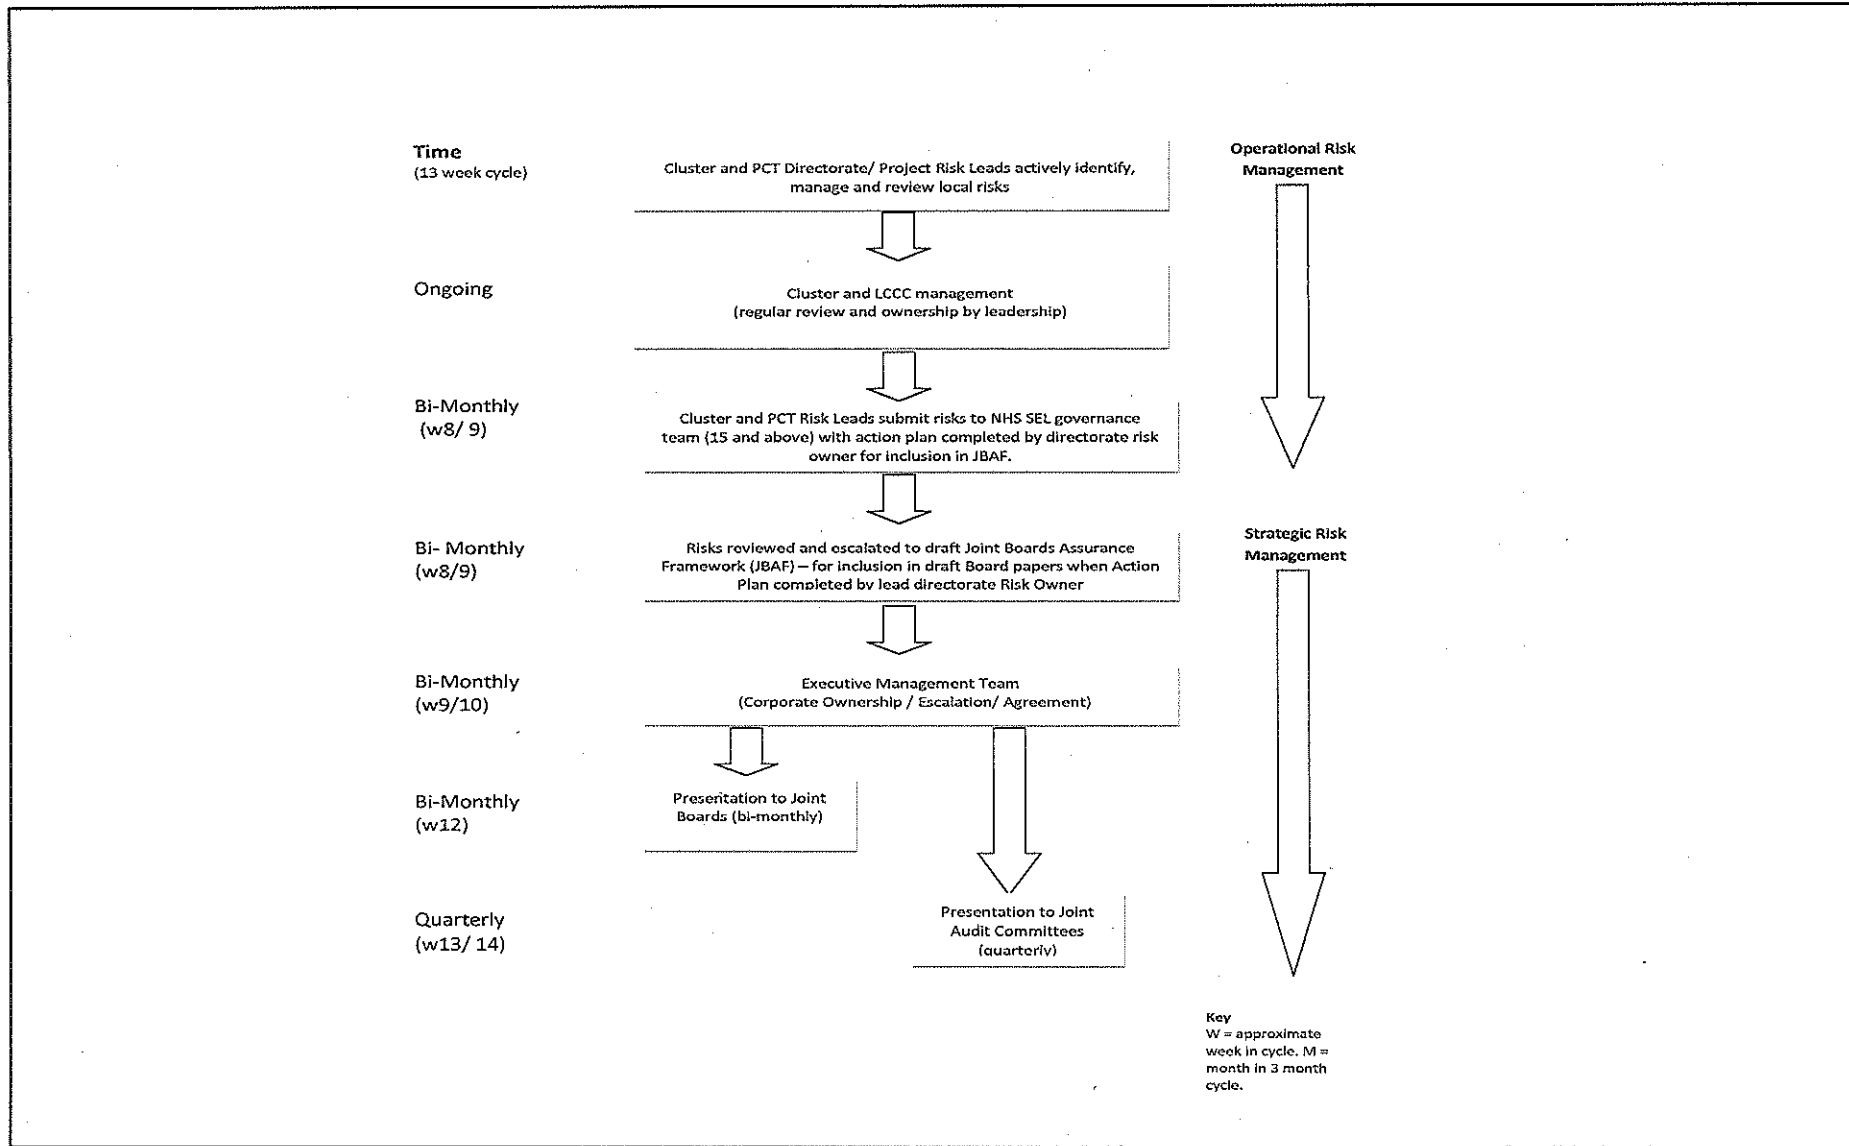 Time
(13 week cycle)
Cluster and PCT Directorate/ Project Risk Leads actively identify,
manage and review local risks
Operational Risk
Management
Ongoing
Cluster and LCCC management
(regular review and ownership by leadership)
Bi-Monthly
(w8/ 9)
Cluster and PCT Risk Leads submit risks to NHS SEL governance
team (15 and above) with action plan completed by directorate risk
owner for inclusion in JBAF.
Bi- Monthly
(w8/9)
Risks reviewed and escalated to draft Joint Boards Assurance
Framework (JBAF) – for inclusion in draft Board papers when Action
Plan completed by lead directorate Risk Owner
Strategic Risk
Management
Bi-Monthly
(w9/10)
Executive Management Team
(Corporate Ownership / Escalation/ Agreement)
Bi-Monthly
(w12)
Presentation to Joint
Boards (bi-monthly)
Quarterly
(w13/ 14)
Presentation to Joint
Audit Committees
(quarterly)
Key
W = approximate
week in cycle. M =
month in 3 month
cycle.